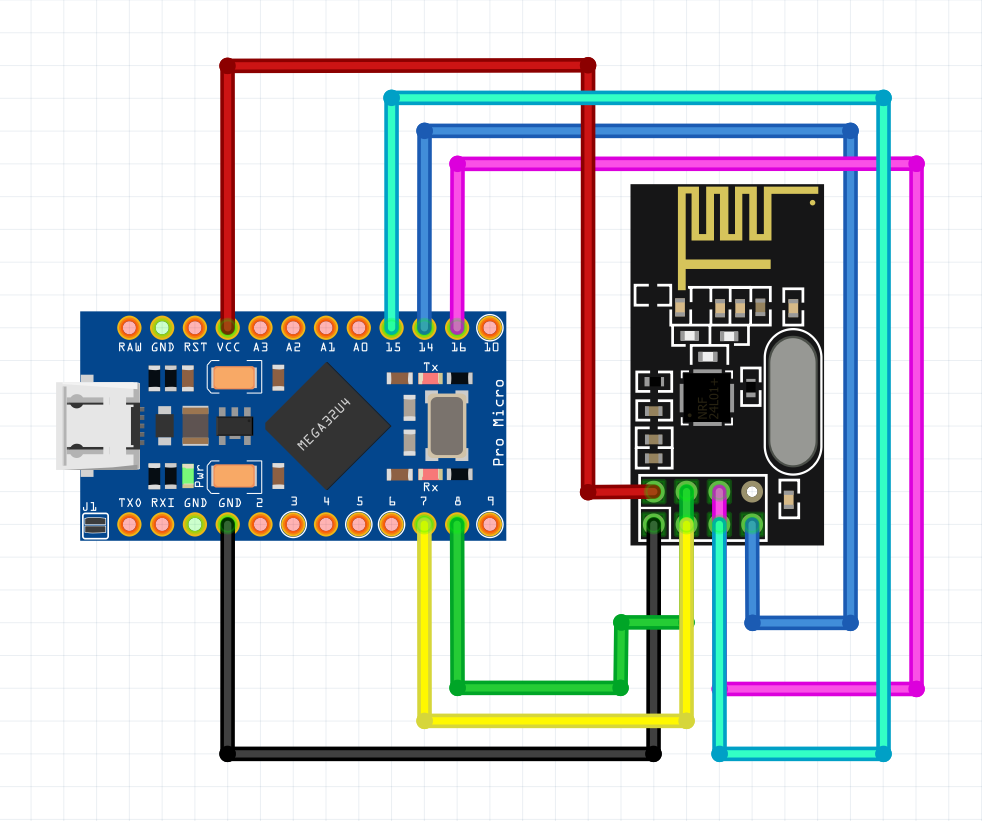 RAW GND RST VCC A3 A2 A1 A0 15 14 16 10
Tx
MEGA32U4
Pro Micro
Pwr
Rx
J1
TX0 RXI GND GND 2 3 4 5 6 7 8 9
NRF
24L01+